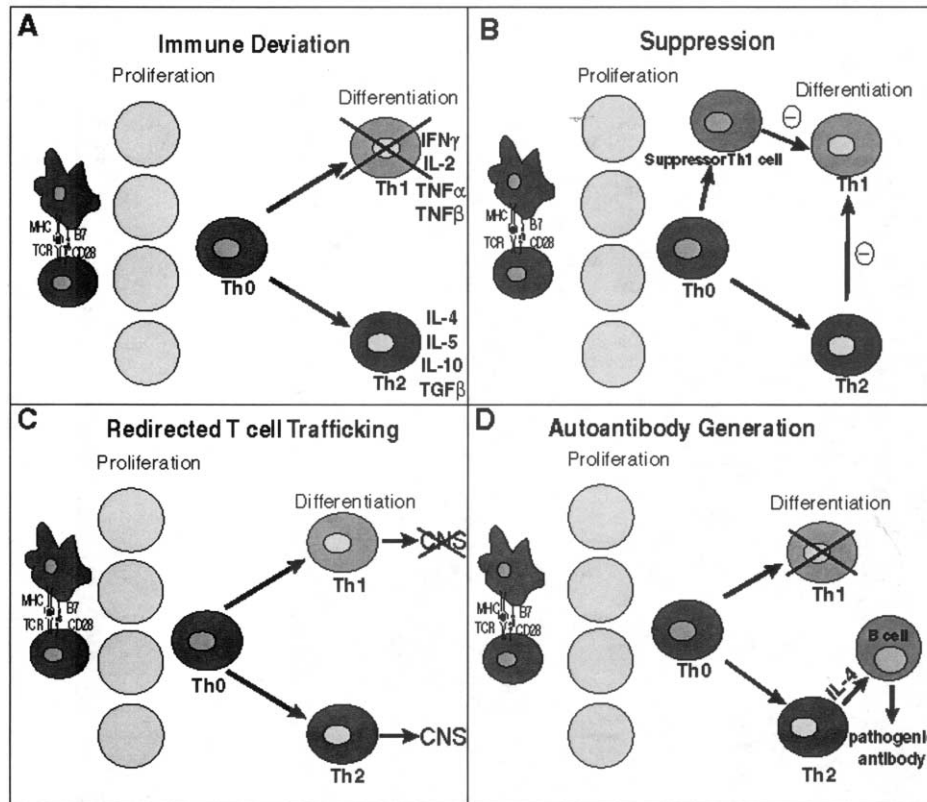 A
Immune Deviation
Proliferation
Differentiation
MHC
B7
TCR
CD28
Th0
IFNγ
IL-2
Th1
TNFα
TNFβ
IL-4
IL-5
IL-10
Th2
TGFβ
B
Suppression
Proliferation
Differentiation
SuppressorTh1 cell
−
Th1
MHC
B7
TCR
CD28
Th0
−
Th2
C
Redirected T cell Trafficking
Proliferation
Differentiation
CNS
Th1
MHC
B7
TCR
CD28
Th0
CNS
Th2
D
Autoantibody Generation
Proliferation
Differentiation
Th1
MHC
B7
TCR
CD28
Th0
B cell
IL-4
Th2
pathogenic
antibody